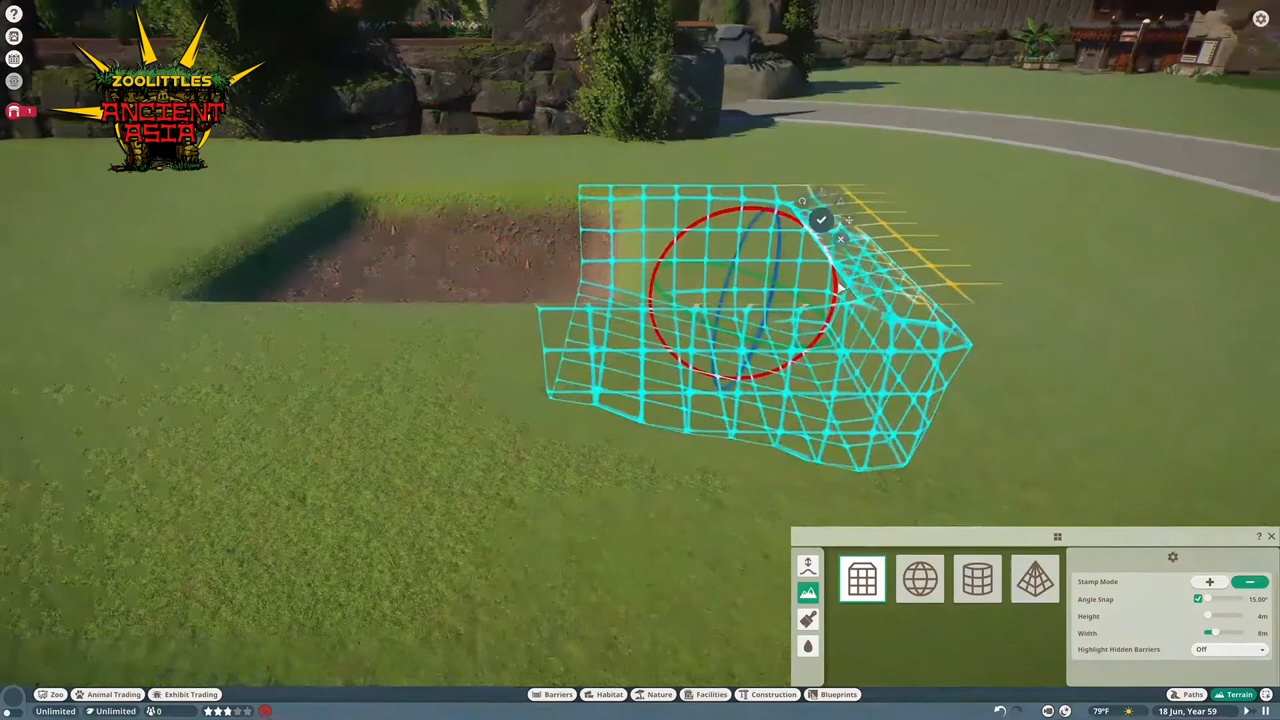 ?
ZOOLITTLES
ANCIENT
ASIA
1
?
Stamp Mode
Angle Snap 15.00°
Height 4m
Width 8m
Highlight Hidden Barriers Off
Zoo Animal Trading Exhibit Trading Barriers Habitat Nature Facilities Construction Blueprints Paths Terrain
Unlimited Unlimited 0 79°F 18 Jun, Year 59